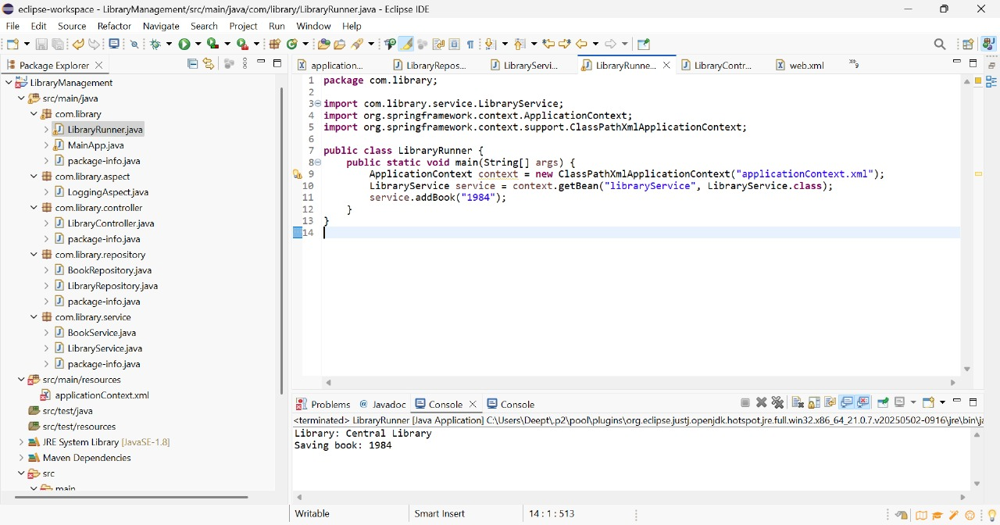 eclipse-workspace - LibraryManagement/src/main/java/com/library/LibraryRunner.java - Eclipse IDE
File Edit Source Refactor Navigate Search Project Run Window Help
Package Explorer
LibraryManagement
src/main/java
com.library
LibraryRunner.java
MainApp.java
package-info.java
com.library.aspect
LoggingAspect.java
com.library.controller
LibraryController.java
package-info.java
com.library.repository
BookRepository.java
LibraryRepository.java
package-info.java
com.library.service
BookService.java
LibraryService.java
package-info.java
src/main/resources
applicationContext.xml
src/test/java
src/test/resources
JRE System Library [JavaSE-1.8]
Maven Dependencies
src
main
application... LibraryRepos... LibraryServi... LibraryRunne... LibraryContr... web.xml »9
1 package com.library;
2
3 import com.library.service.LibraryService;
4 import org.springframework.context.ApplicationContext;
5 import org.springframework.context.support.ClassPathXmlApplicationContext;
6
7 public class LibraryRunner {
8 public static void main(String[] args) {
9 ApplicationContext context = new ClassPathXmlApplicationContext("applicationContext.xml");
10 LibraryService service = context.getBean("libraryService", LibraryService.class);
11 service.addBook("1984");
12 }
13 }
14
Problems @ Javadoc Console Console
<terminated> LibraryRunner [Java Application] C:\Users\Deept\.p2\pool\plugins\org.eclipse.justj.openjdk.hotspot.jre.full.win32.x86_64_21.0.7.v20250502-0916\jre\bin\ja
Library: Central Library
Saving book: 1984
Writable Smart Insert 14 : 1 : 513